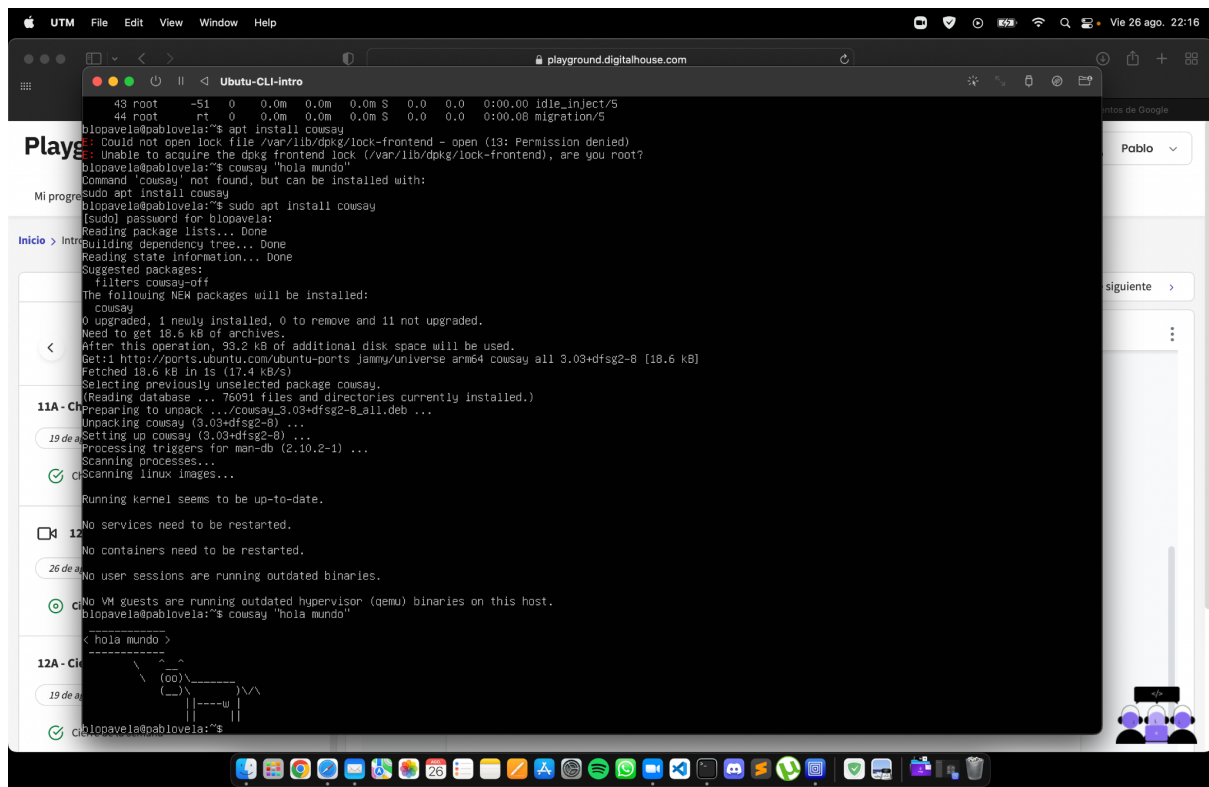 UTM File Edit View Window Help
Vie 26 ago. 22:16
playground.digitalhouse.com
Ubutu-CLI-intro
43 root -51 0 0.0m 0.0m 0.0m S 0.0 0.0 0:00.00 idle_inject/5
44 root rt 0 0.0m 0.0m 0.0m S 0.0 0.0 0:00.08 migration/5
blopavela@pablovela:~$ apt install cowsay
E: Could not open lock file /var/lib/dpkg/lock-frontend - open (13: Permission denied)
E: Unable to acquire the dpkg frontend lock (/var/lib/dpkg/lock-frontend), are you root?
blopavela@pablovela:~$ cowsay "hola mundo"
Command 'cowsay' not found, but can be installed with:
sudo apt install cowsay
blopavela@pablovela:~$ sudo apt install cowsay
[sudo] password for blopavela:
Reading package lists... Done
Building dependency tree... Done
Reading state information... Done
Suggested packages:
filters cowsay-off
The following NEW packages will be installed:
cowsay
0 upgraded, 1 newly installed, 0 to remove and 11 not upgraded.
Need to get 18.6 kB of archives.
After this operation, 93.2 kB of additional disk space will be used.
Get:1 http://ports.ubuntu.com/ubuntu-ports jammy/universe arm64 cowsay all 3.03+dfsg2-8 [18.6 kB]
Fetched 18.6 kB in 1s (17.4 kB/s)
Selecting previously unselected package cowsay.
(Reading database ... 76091 files and directories currently installed.)
Preparing to unpack .../cowsay_3.03+dfsg2-8_all.deb ...
Unpacking cowsay (3.03+dfsg2-8) ...
Setting up cowsay (3.03+dfsg2-8) ...
Processing triggers for man-db (2.10.2-1) ...
Scanning processes...
Scanning linux images...
Running kernel seems to be up-to-date.
No services need to be restarted.
No containers need to be restarted.
No user sessions are running outdated binaries.
No VM guests are running outdated hypervisor (qemu) binaries on this host.
blopavela@pablovela:~$ cowsay "hola mundo"
____________
< hola mundo >
------------
\ ^__^
\ (oo)\_______
(__)\ )\/\
||----w |
|| ||
blopavela@pablovela:~$
Playg
Mi progre
Inicio > Intro
11A - Ch
19 de a
12
26 de a
12A - Cie
19 de a
entos de Google
Pablo
siguiente >
</>
AGO
26